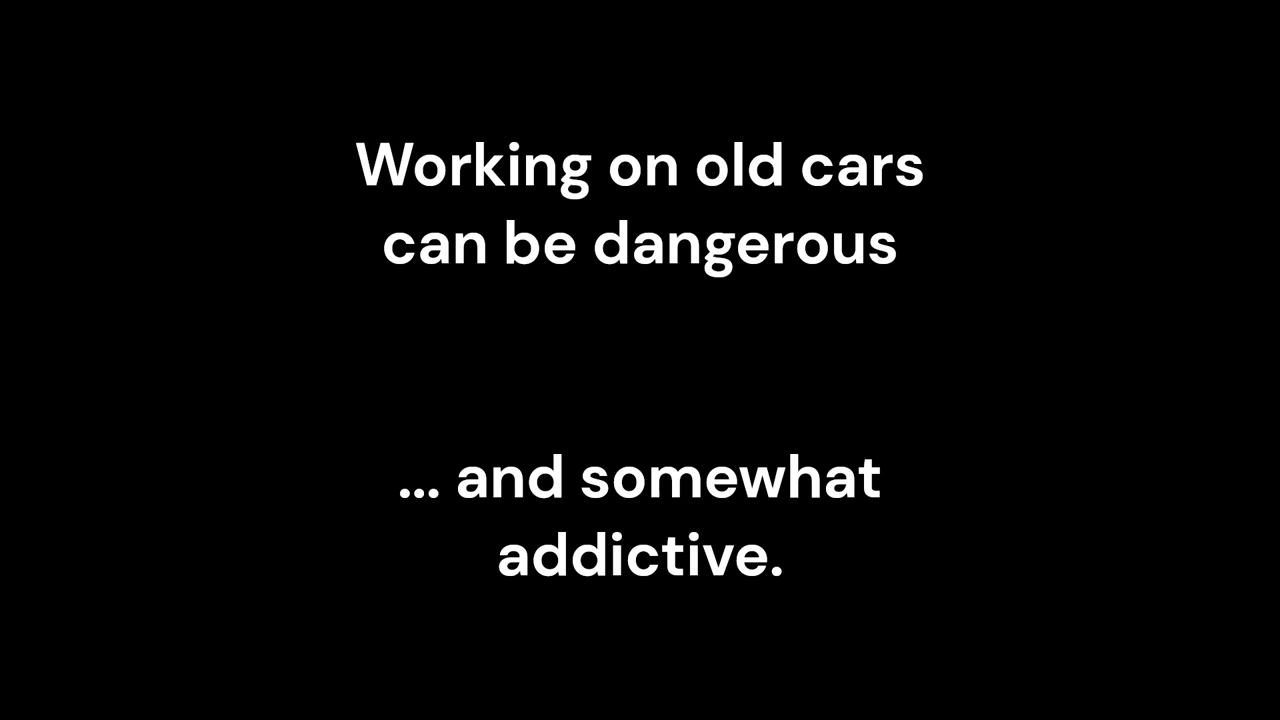 Working on old cars
can be dangerous
... and somewhat
addictive.